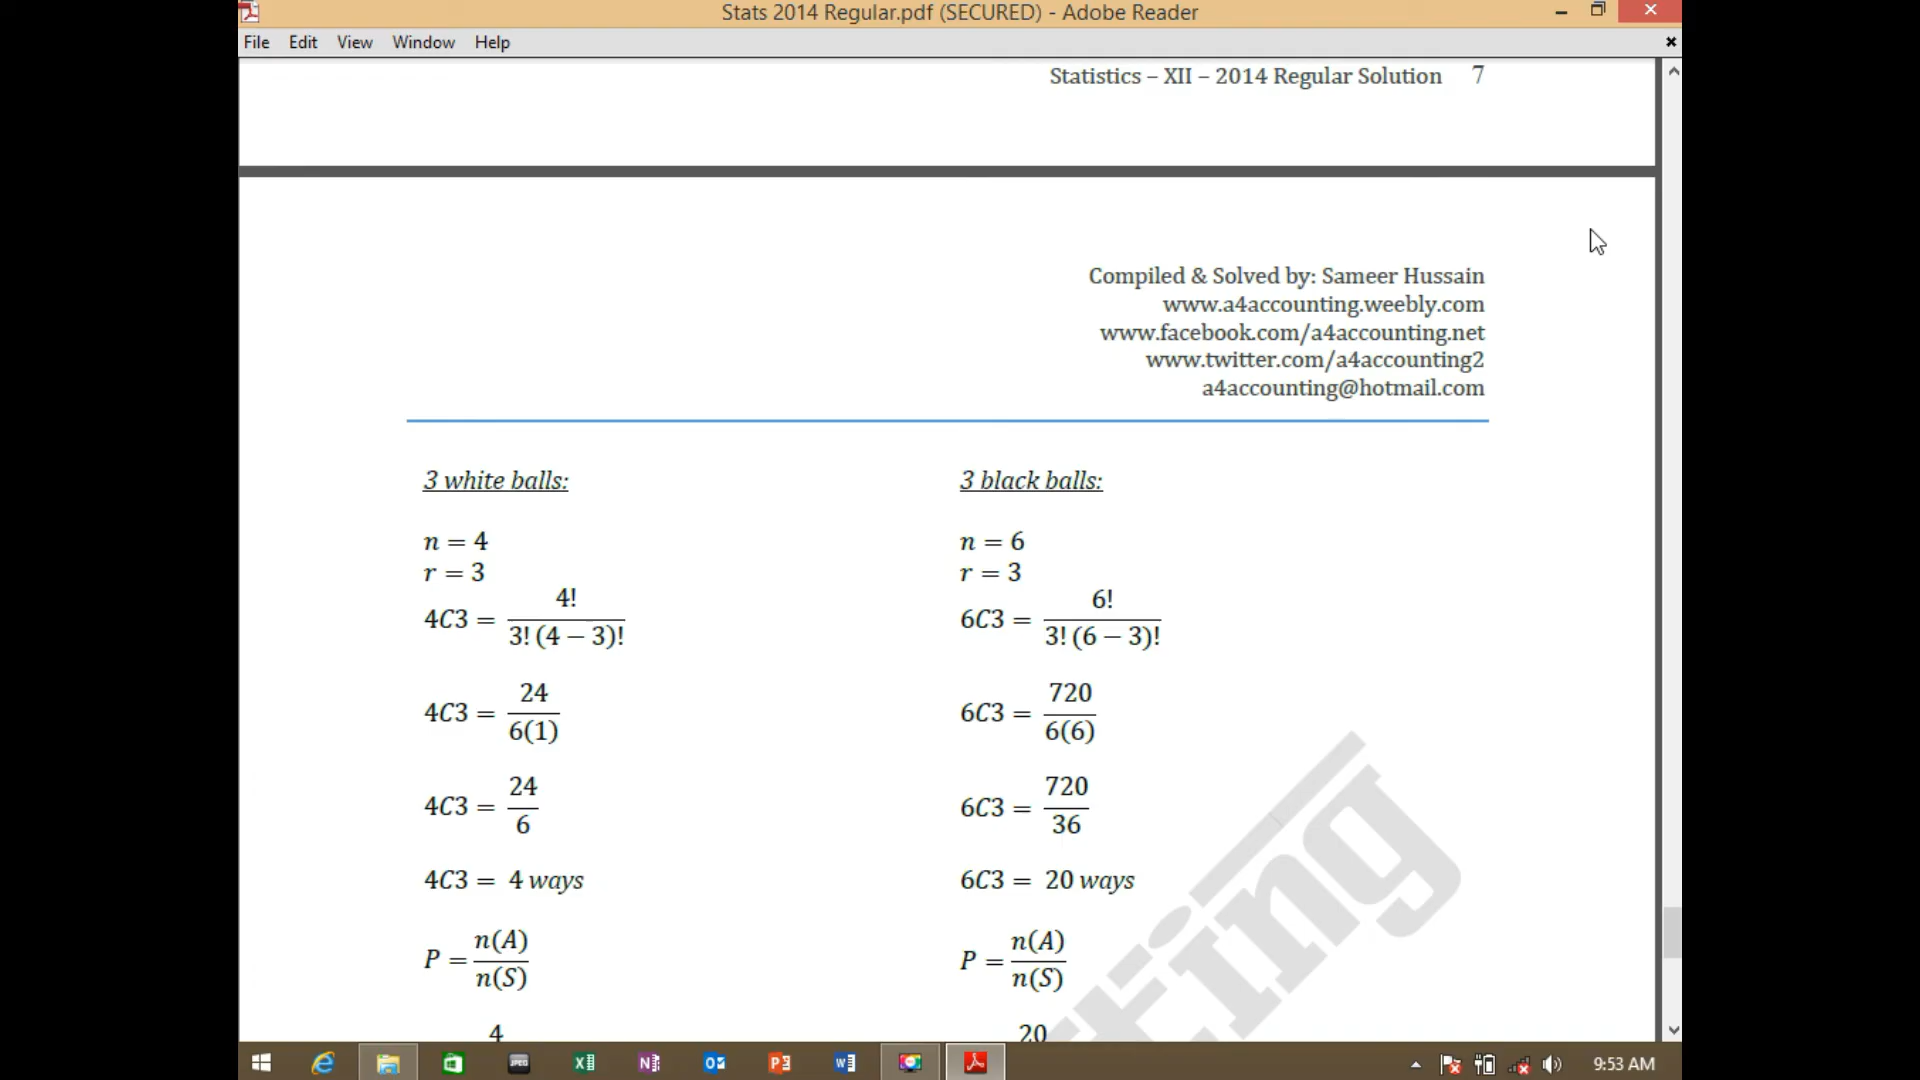 Stats 2014 Regular.pdf (SECURED) - Adobe Reader
File Edit View Window Help
Statistics – XII – 2014 Regular Solution 7
Compiled & Solved by: Sameer Hussain
www.a4accounting.weebly.com
www.facebook.com/a4accounting.net
www.twitter.com/a4accounting2
a4accounting@hotmail.com
3 white balls:
n = 4
r = 3
4C3 = 4! / 3! (4 − 3)!
4C3 = 24 / 6(1)
4C3 = 24 / 6
4C3 = 4 ways
P = n(A) / n(S)
4
3 black balls:
n = 6
r = 3
6C3 = 6! / 3! (6 − 3)!
6C3 = 720 / 6(6)
6C3 = 720 / 36
6C3 = 20 ways
P = n(A) / n(S)
20
ting
JPEG
9:53 AM